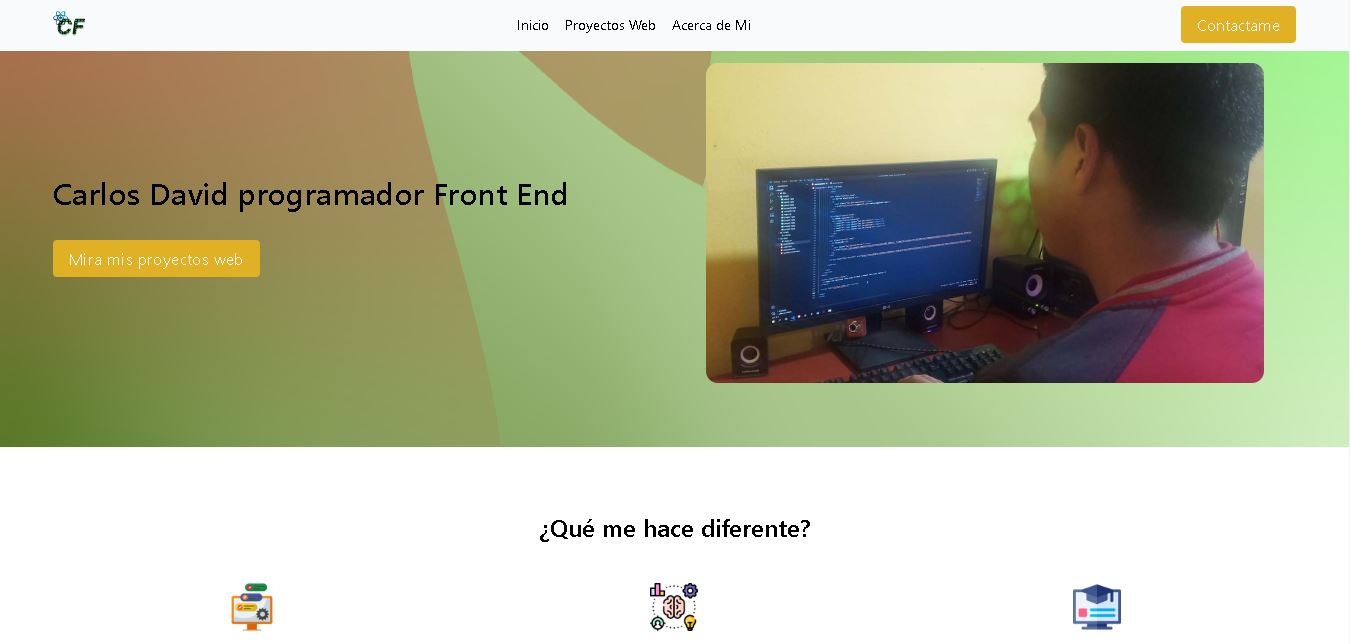 CF
Inicio Proyectos Web Acerca de Mi
Contactame
Carlos David programador Front End
Mira mis proyectos web
¿Qué me hace diferente?